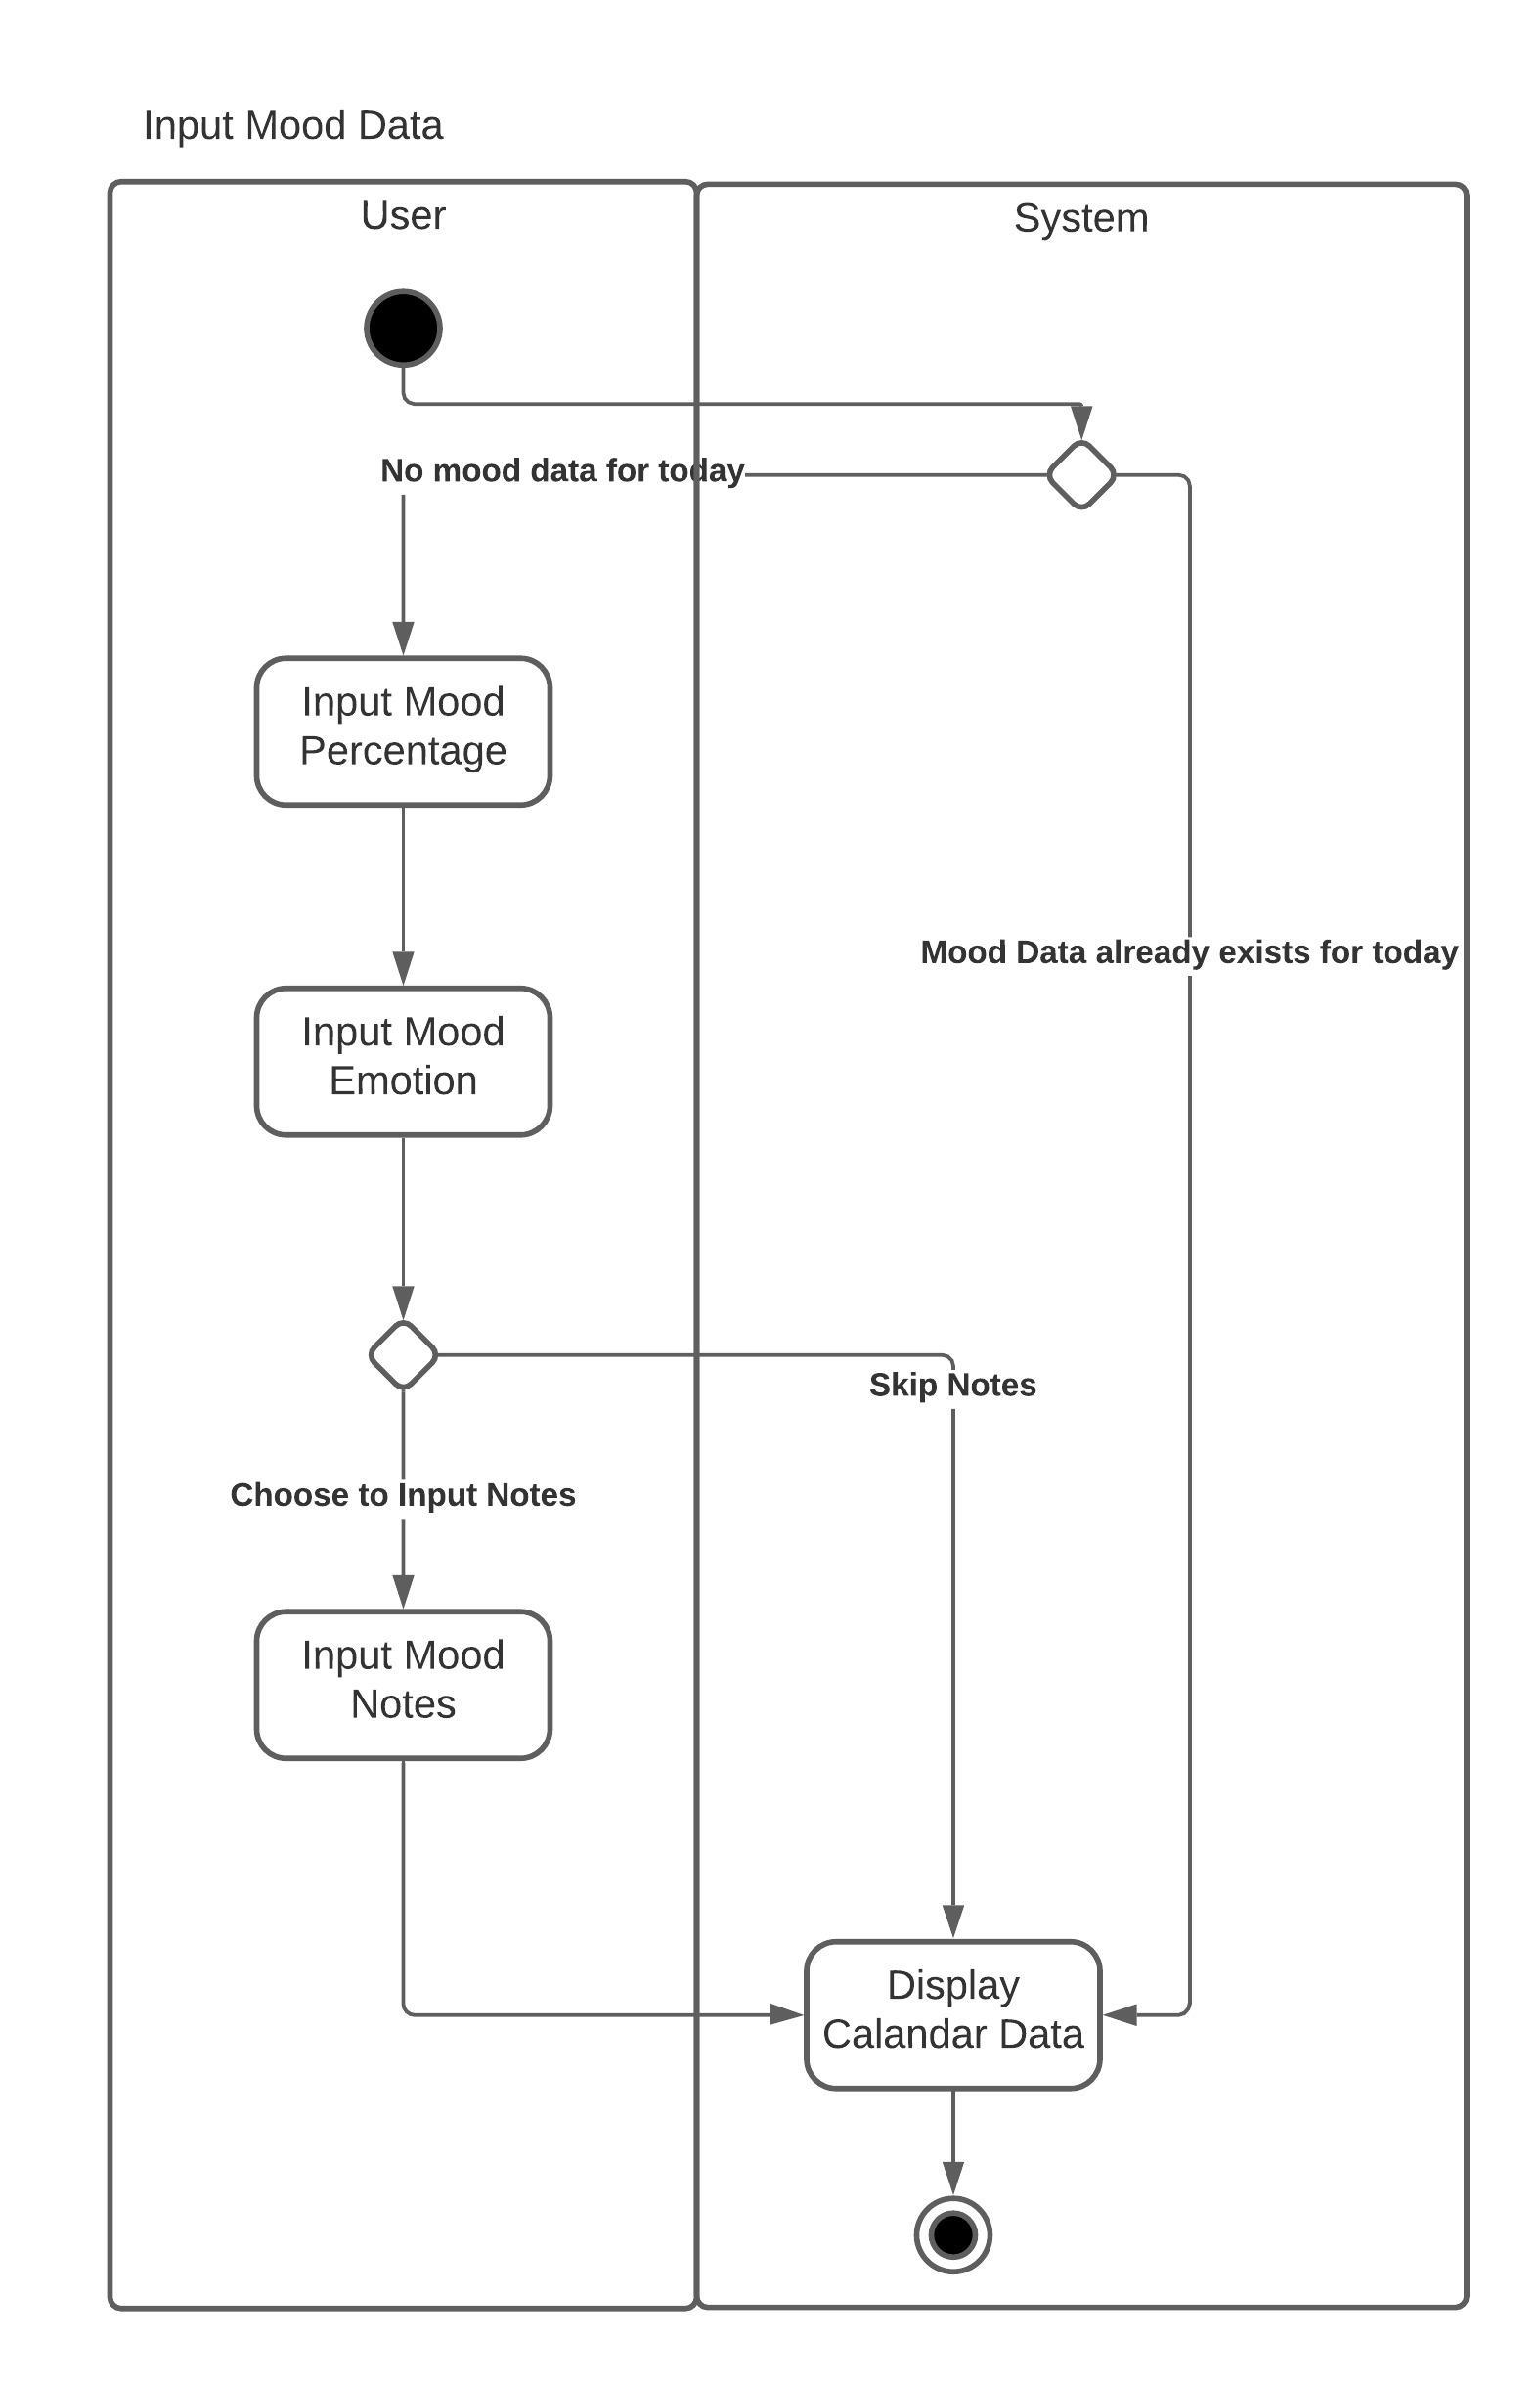 Input Mood Data
User
System
No mood data for today
Input Mood
Percentage
Mood Data already exists for today
Input Mood
Emotion
Skip Notes
Choose to Input Notes
Input Mood
Notes
Display
Calandar Data